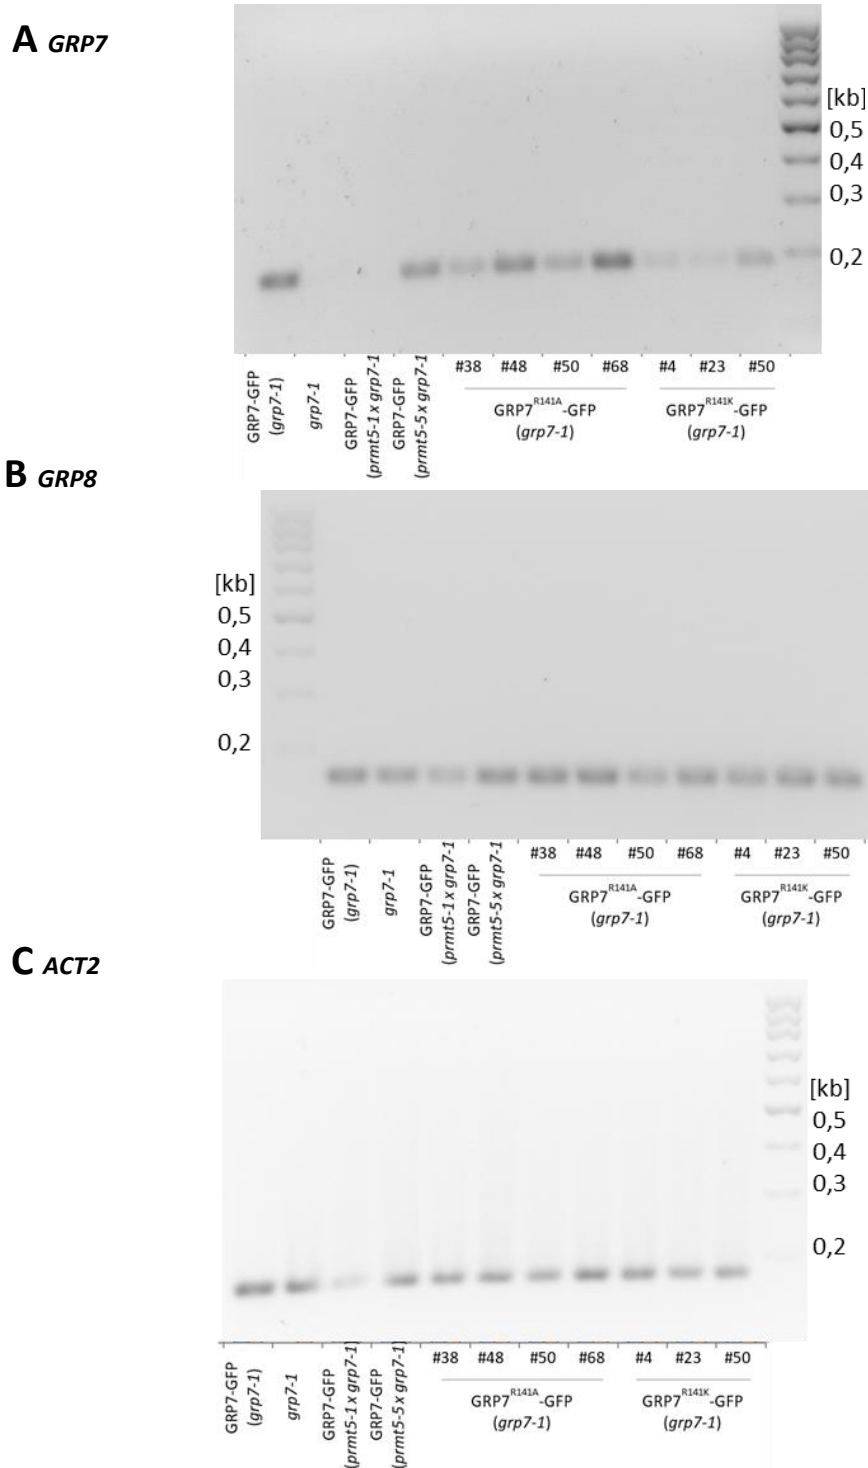 A GRP7
[kb]
0,5
0,4
0,3
0,2
GRP7-GFP
(grp7-1)
grp7-1
GRP7-GFP
(prmt5-1 x grp7-1)
GRP7-GFP
(prmt5-5 x grp7-1)
#38 #48 #50 #68 #4 #23 #50
GRP7R141A-GFP GRP7R141K-GFP
(grp7-1) (grp7-1)
B GRP8
[kb]
0,5
0,4
0,3
0,2
GRP7-GFP
(grp7-1)
grp7-1
GRP7-GFP
(prmt5-1 x grp7-1)
GRP7-GFP
(prmt5-5 x grp7-1)
#38 #48 #50 #68 #4 #23 #50
GRP7R141A-GFP GRP7R141K-GFP
(grp7-1) (grp7-1)
C ACT2
[kb]
0,5
0,4
0,3
0,2
GRP7-GFP
(grp7-1)
grp7-1
GRP7-GFP
(prmt5-1 x grp7-1)
GRP7-GFP
(prmt5-5 x grp7-1)
#38 #48 #50 #68 #4 #23 #50
GRP7R141A-GFP GRP7R141K-GFP
(grp7-1) (grp7-1)